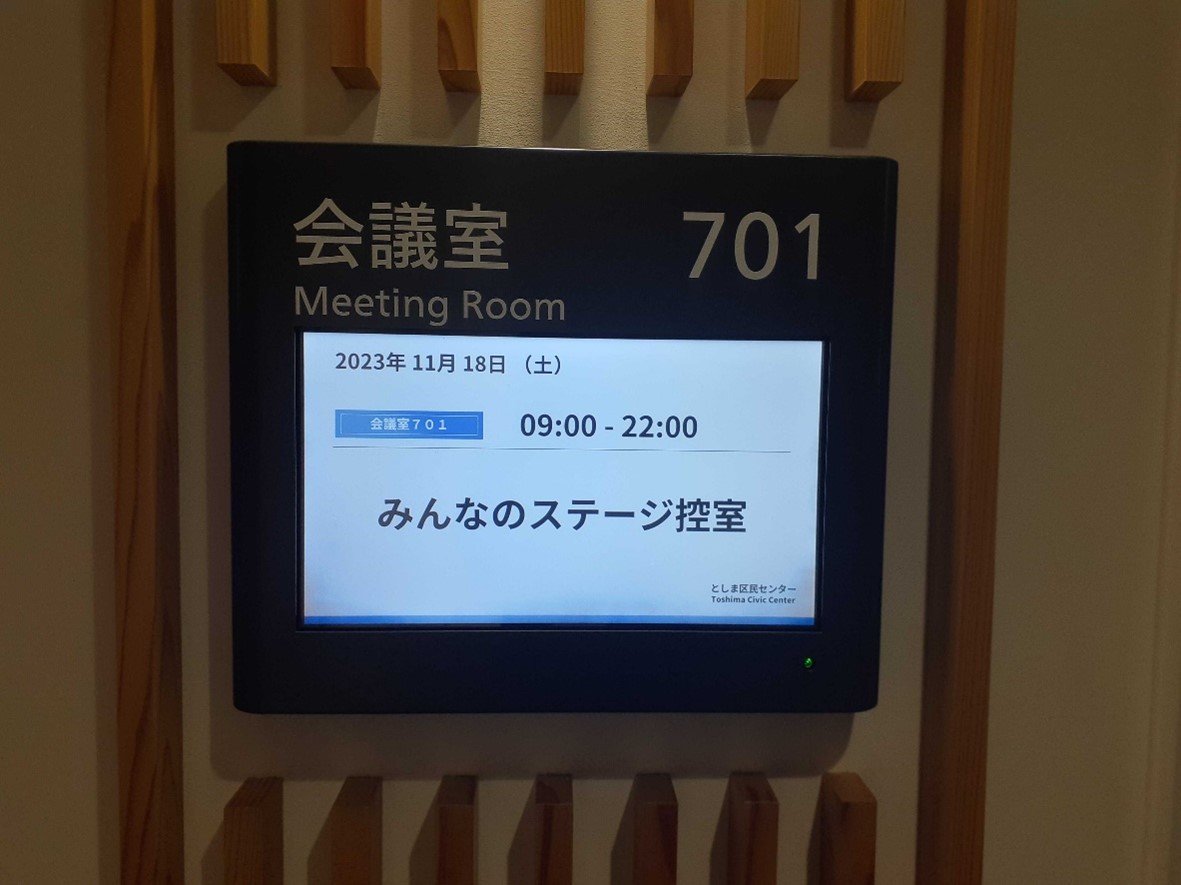 会議室 701
Meeting Room
2023年 11月 18日 （土）
会議室７０１ 09:00 - 22:00
みんなのステージ控室
としま区民センター
Toshima Civic Center